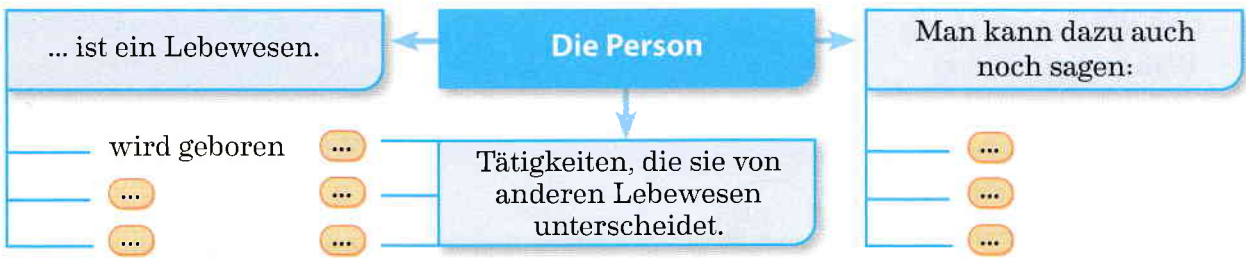 ... ist ein Lebewesen.
Die Person
Man kann dazu auch
noch sagen:
wird geboren
...
...
...
...
...
Tätigkeiten, die sie von
anderen Lebewesen
unterscheidet.
...
...
...